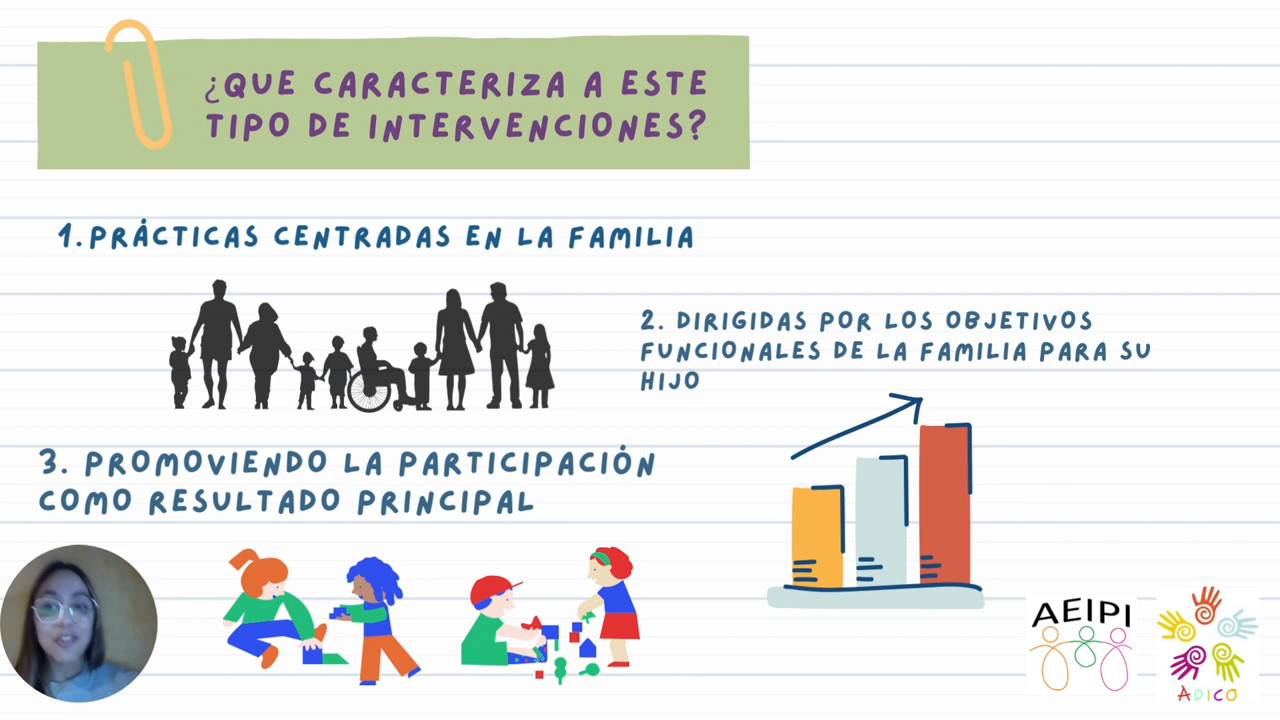 ¿QUE CARACTERIZA A ESTE
TIPO DE INTERVENCIONES?
1.PRÁCTICAS CENTRADAS EN LA FAMILIA
2. DIRIGIDAS POR LOS OBJETIVOS
FUNCIONALES DE LA FAMILIA PARA SU
HIJO
3. PROMOVIENDO LA PARTICIPACIÓN
COMO RESULTADO PRINCIPAL
AEIPI
ADICO